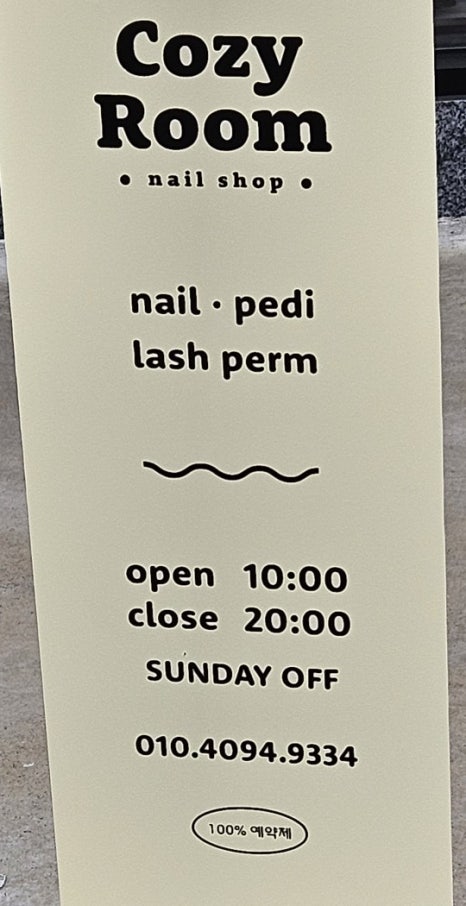 Cozy
Room
• nail shop •
nail · pedi
lash perm
open 10:00
close 20:00
SUNDAY OFF
010.4094.9334
100% 예약제